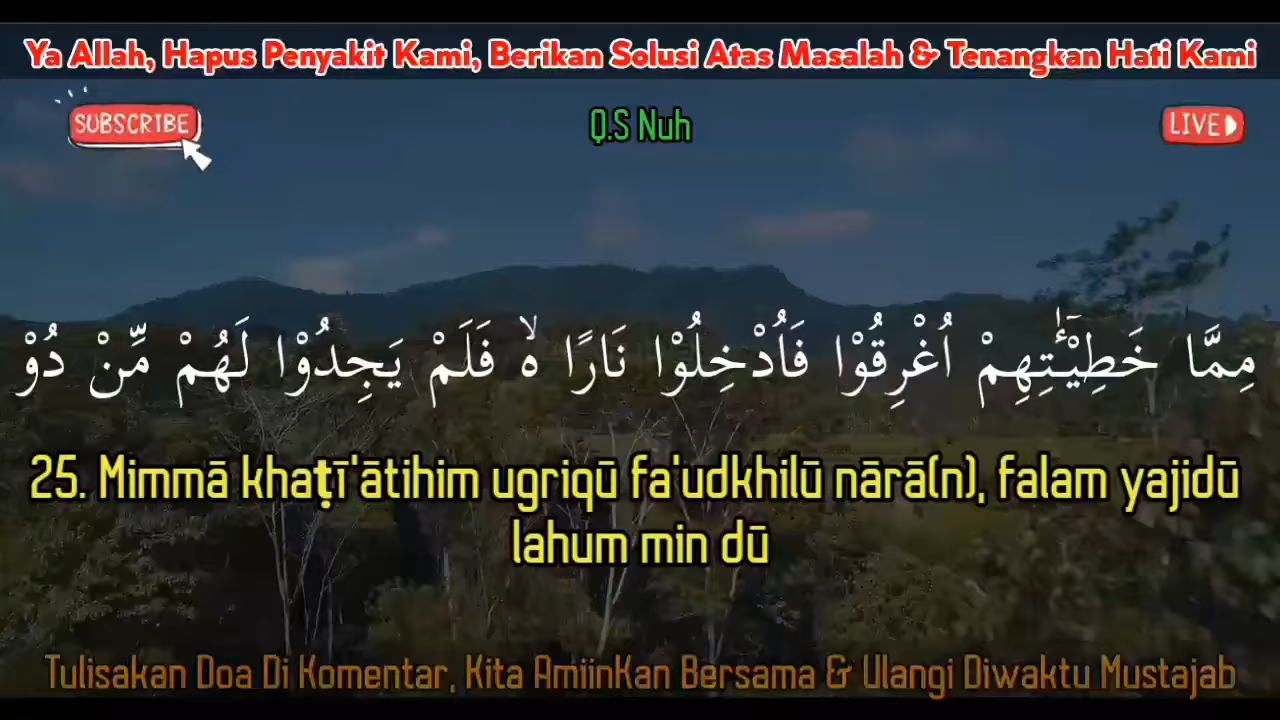 Ya Allah, Hapus Penyakit Kami, Berikan Solusi Atas Masalah & Tenangkan Hati Kami
SUBSCRIBE
Q.S Nuh
LIVE
مِمَّا خَطِيْۤـٰٔتِهِمْ اُغْرِقُوْا فَاُدْخِلُوْا نَارًا ەۙ فَلَمْ يَجِدُوْا لَهُمْ مِّنْ دُوْ
25. Mimmā khaṭī'ātihim ugriqū fa'udkhilū nārā(n), falam yajidū
lahum min dū
Tulisakan Doa Di Komentar, Kita AmiinKan Bersama & Ulangi Diwaktu Mustajab